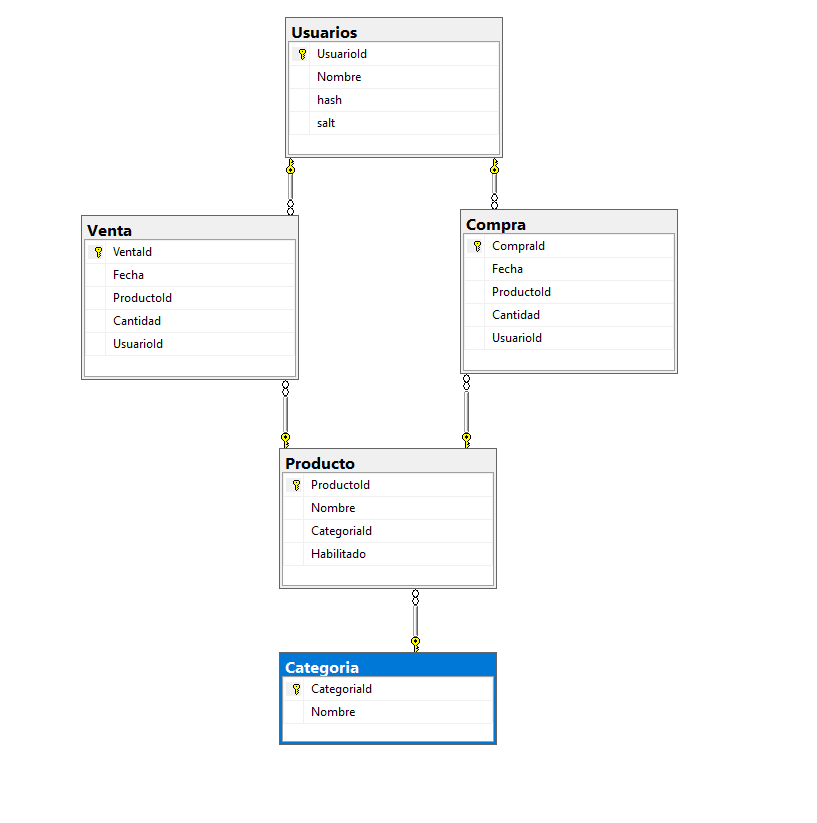 Usuarios
UsuarioId
Nombre
hash
salt
Venta
VentaId
Fecha
ProductoId
Cantidad
UsuarioId
Compra
CompraId
Fecha
ProductoId
Cantidad
UsuarioId
Producto
ProductoId
Nombre
CategoriaId
Habilitado
Categoria
CategoriaId
Nombre